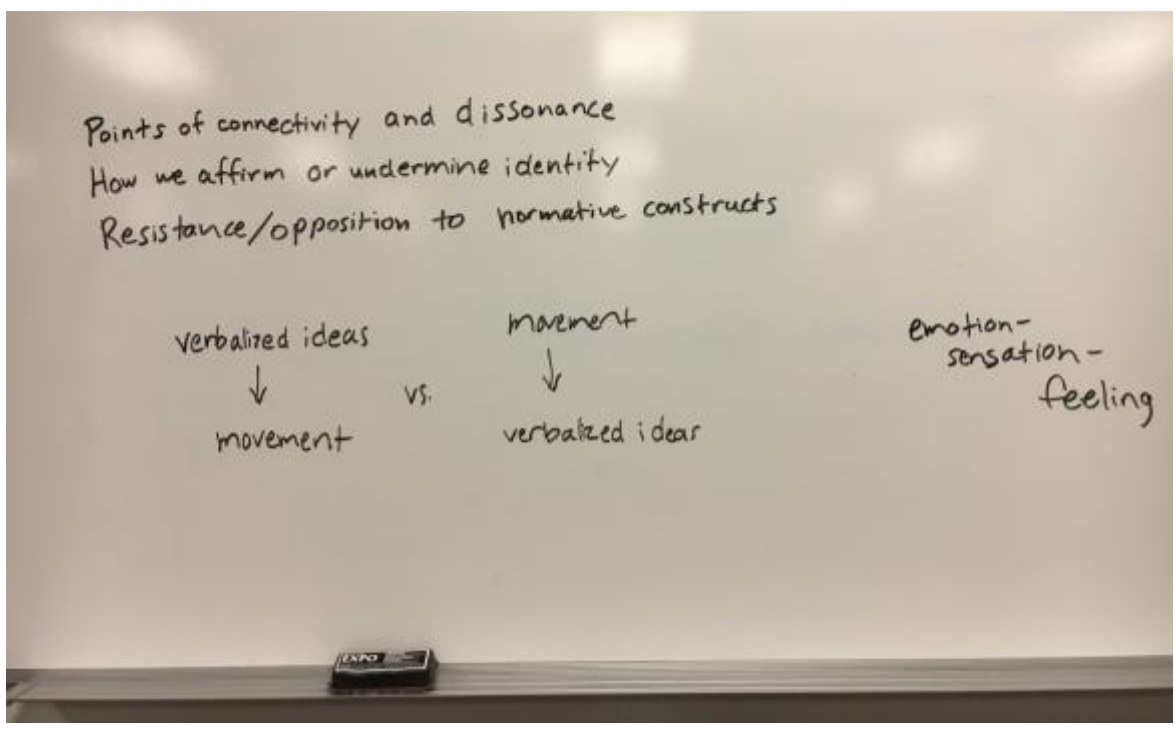 Points of connectivity and dissonance
How we affirm or undermine identity
Resistance/opposition to normative constructs
verbalized ideas
↓
movement
vs.
movement
↓
verbalized ideas
emotion-
sensation-
feeling
EXPO